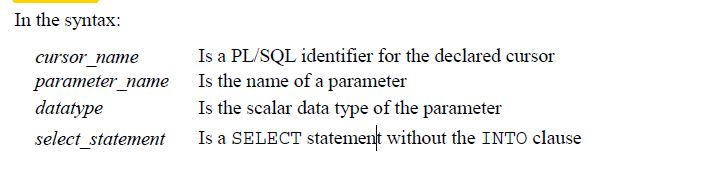 In the syntax:
cursor_name Is a PL/SQL identifier for the declared cursor
parameter_name Is the name of a parameter
datatype Is the scalar data type of the parameter
select_statement Is a SELECT statement without the INTO clause